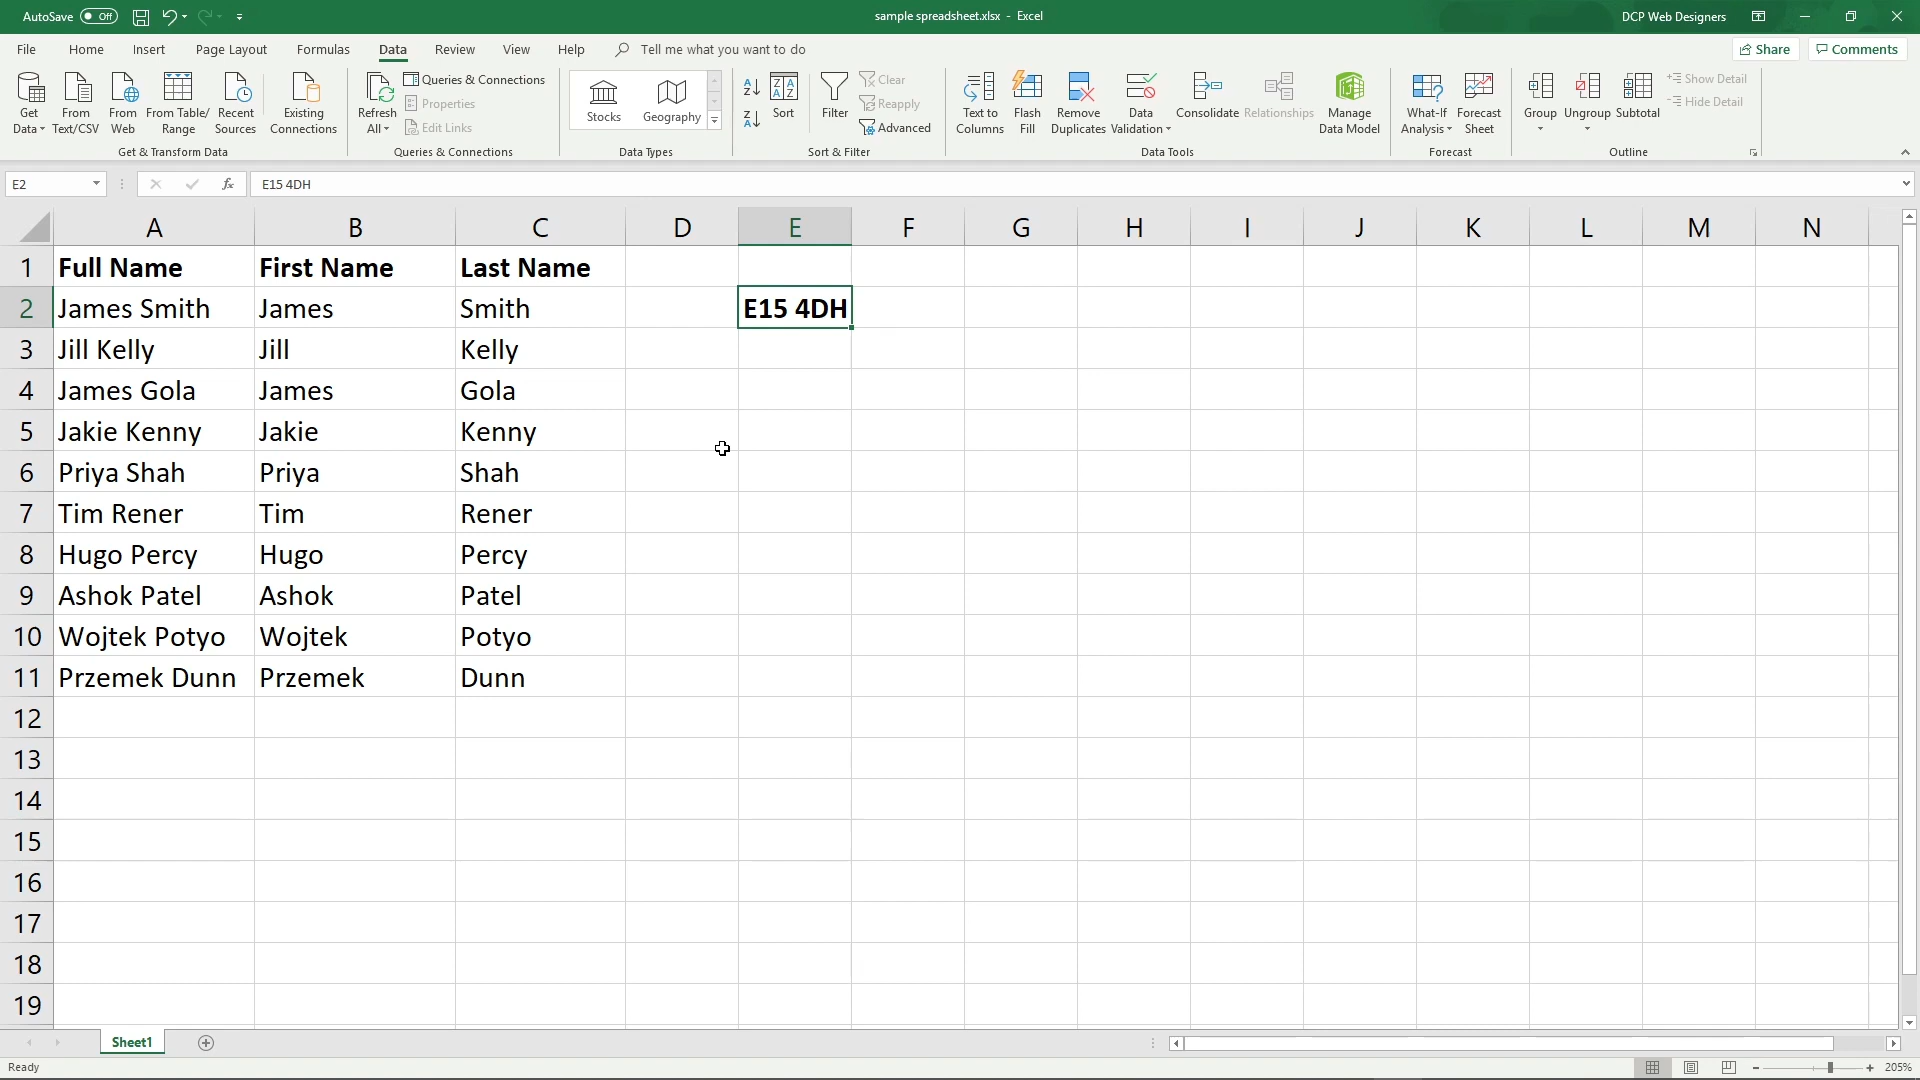 AutoSave Off
sample spreadsheet.xlsx - Excel
DCP Web Designers
File Home Insert Page Layout Formulas Data Review View Help Tell me what you want to do
Share Comments
Get Data
From Text/CSV
From Web
From Table/ Range
Recent Sources
Existing Connections
Get & Transform Data
Refresh All
Queries & Connections
Properties
Edit Links
Queries & Connections
Stocks
Geography
Data Types
Sort
Filter
Clear
Reapply
Advanced
Sort & Filter
Text to Columns
Flash Fill
Remove Duplicates
Data Validation
Consolidate
Relationships
Manage Data Model
Data Tools
What-If Analysis
Forecast Sheet
Forecast
Group
Ungroup
Subtotal
Show Detail
Hide Detail
Outline
E2 fx E15 4DH
A B C D E F G H I J K L M N
1 Full Name First Name Last Name
2 James Smith James Smith E15 4DH
3 Jill Kelly Jill Kelly
4 James Gola James Gola
5 Jakie Kenny Jakie Kenny
6 Priya Shah Priya Shah
7 Tim Rener Tim Rener
8 Hugo Percy Hugo Percy
9 Ashok Patel Ashok Patel
10 Wojtek Potyo Wojtek Potyo
11 Przemek Dunn Przemek Dunn
12
13
14
15
16
17
18
19
Sheet1
Ready
205%